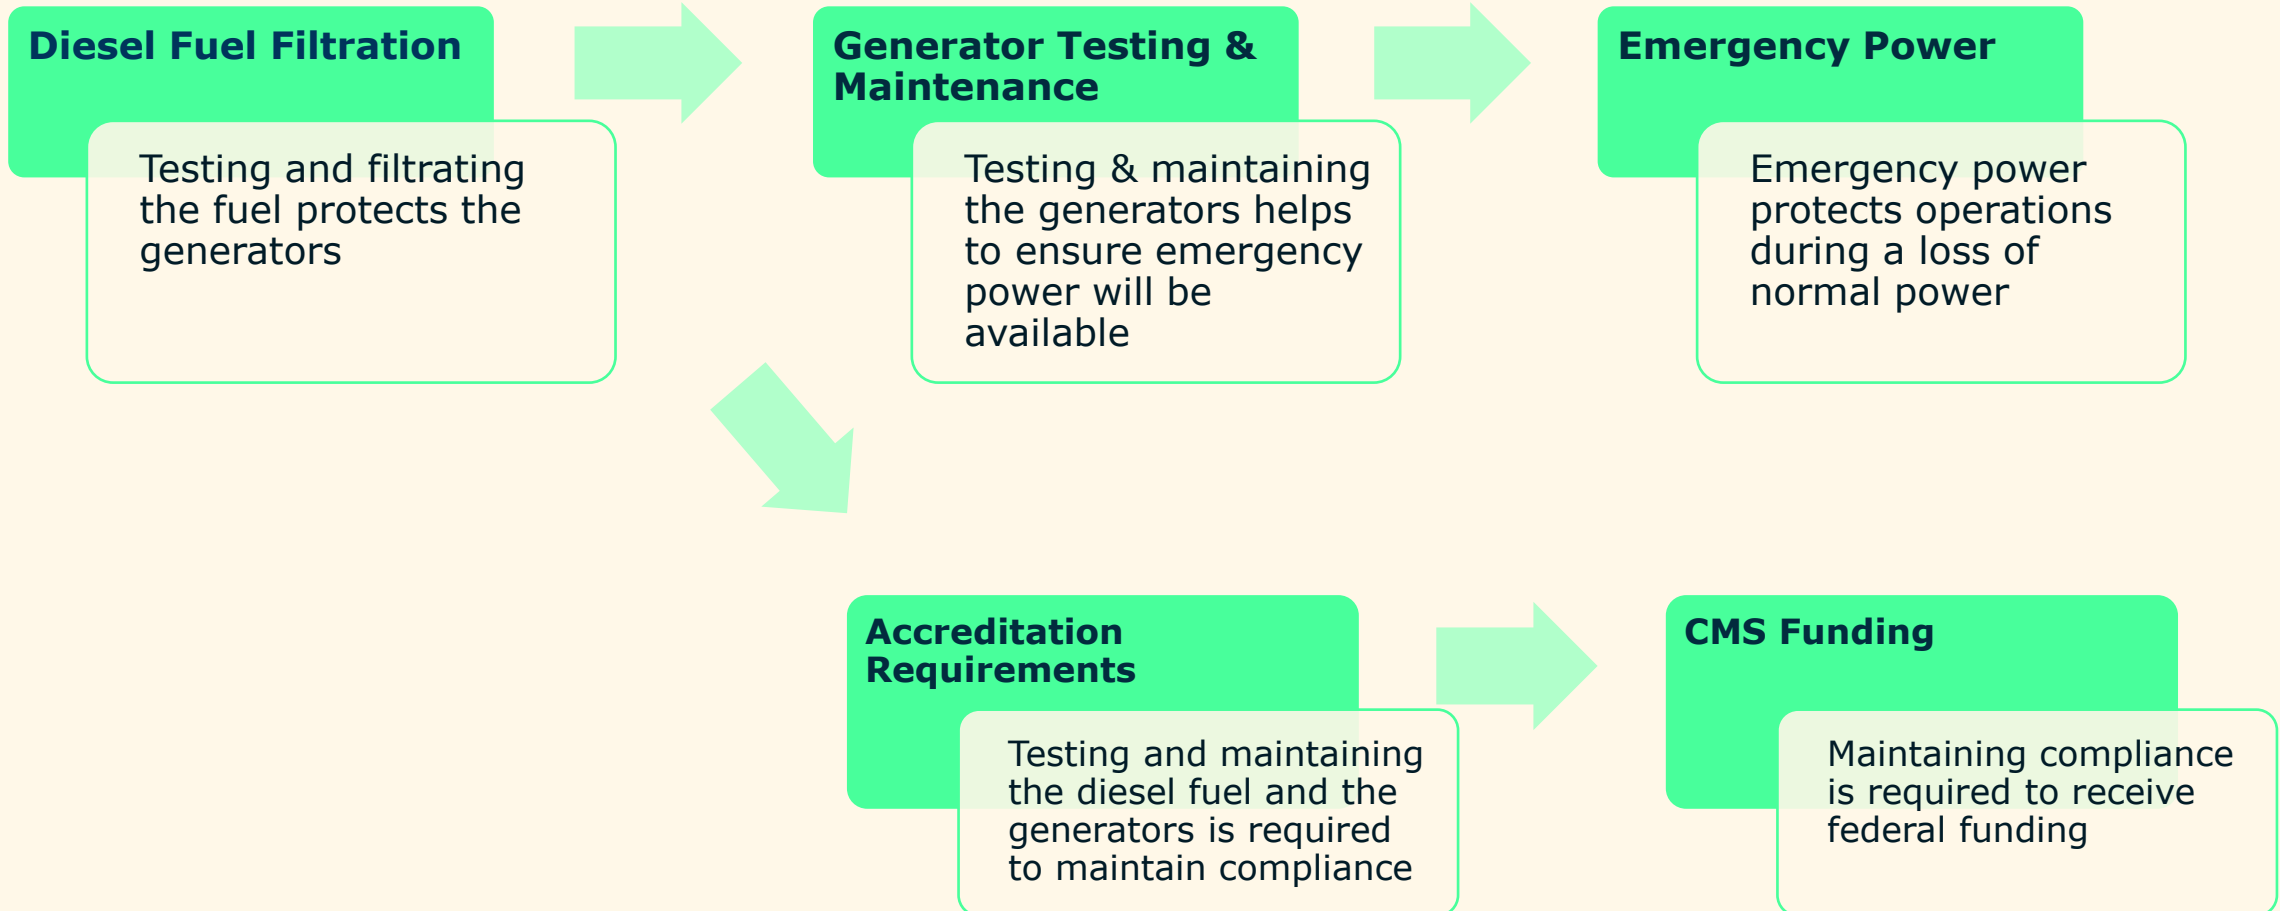 Diesel Fuel Filtration
Testing and filtrating
the fuel protects the
generators
Generator Testing &
Maintenance
Testing & maintaining
the generators helps
to ensure emergency
power will be
available
Emergency Power
Emergency power
protects operations
during a loss of
normal power
Accreditation
Requirements
Testing and maintaining
the diesel fuel and the
generators is required
to maintain compliance
CMS Funding
Maintaining compliance
is required to receive
federal funding